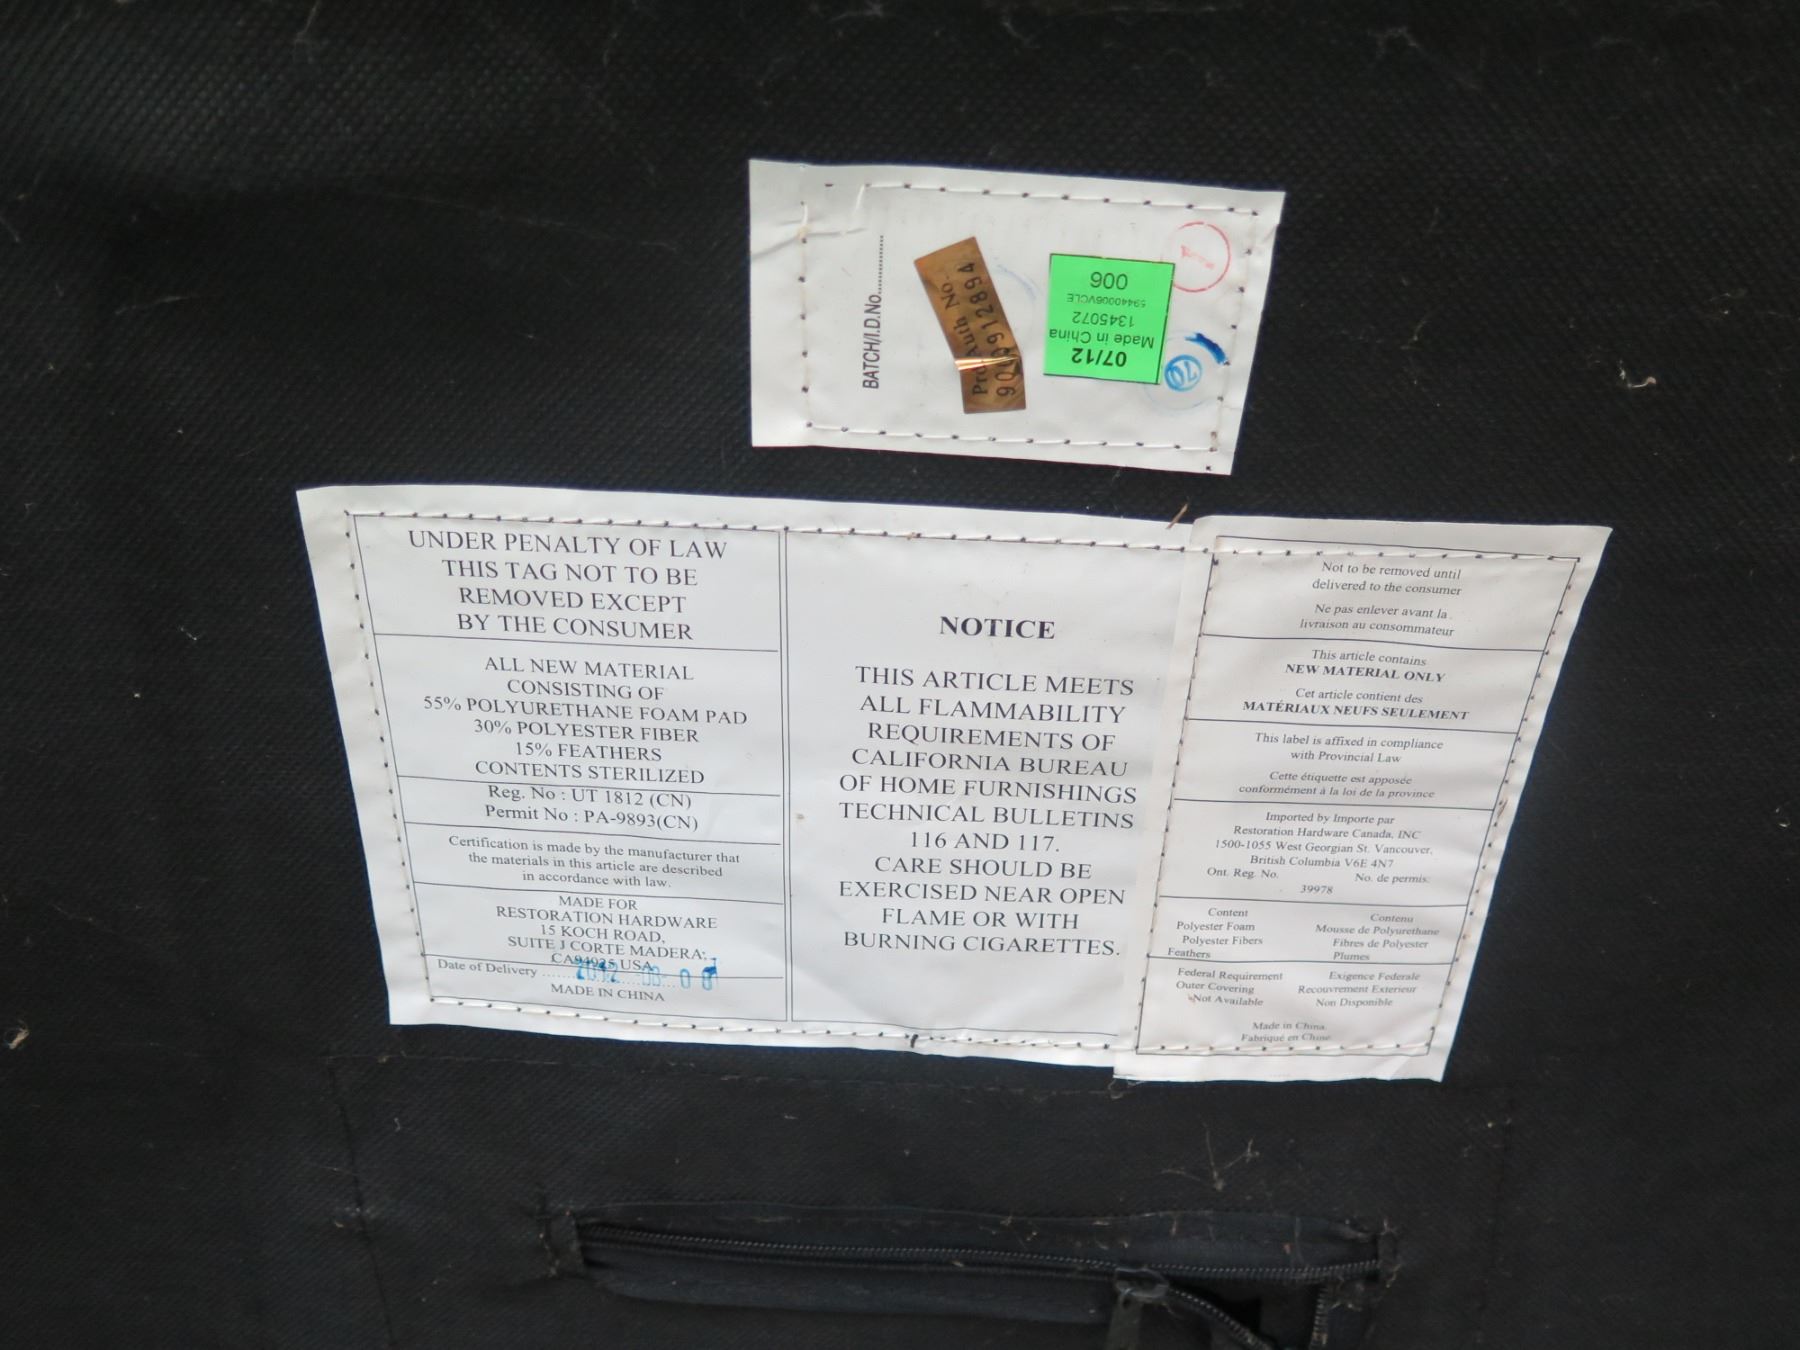 BATCH/I.D.No.
Prd.Auth No.
07/12
Made in China
1345072
59440006VCLE
006
70
UNDER PENALTY OF LAW
THIS TAG NOT TO BE
REMOVED EXCEPT
BY THE CONSUMER
ALL NEW MATERIAL
CONSISTING OF
55% POLYURETHANE FOAM PAD
30% POLYESTER FIBER
15% FEATHERS
CONTENTS STERILIZED
Reg. No : UT 1812 (CN)
Permit No : PA-9893(CN)
Certification is made by the manufacturer that
the materials in this article are described
in accordance with law.
MADE FOR
RESTORATION HARDWARE
15 KOCH ROAD,
SUITE J CORTE MADERA,
CA94925 USA
Date of Delivery
MADE IN CHINA
NOTICE
THIS ARTICLE MEETS
ALL FLAMMABILITY
REQUIREMENTS OF
CALIFORNIA BUREAU
OF HOME FURNISHINGS
TECHNICAL BULLETINS
116 AND 117.
CARE SHOULD BE
EXERCISED NEAR OPEN
FLAME OR WITH
BURNING CIGARETTES.
Not to be removed until
delivered to the consumer
Ne pas enlever avant la
livraison au consommateur
This article contains
NEW MATERIAL ONLY
Cet article contient des
MATÉRIAUX NEUFS SEULEMENT
This label is affixed in compliance
with Provincial Law
Cette étiquette est apposée
conformément à la loi de la province
Imported by Importe par
Restoration Hardware Canada, INC
1500-1055 West Georgian St. Vancouver,
British Columbia V6E 4N7
Ont. Reg. No. No. de permis:
39978
Content Contenu
Polyester Foam Mousse de Polyurethane
Polyester Fibers Fibres de Polyester
Feathers Plumes
Federal Requirement Exigence Federale
Outer Covering Recouvrement Exterieur
Not Available Non Disponible
Made in China.
Fabriqué en Chine